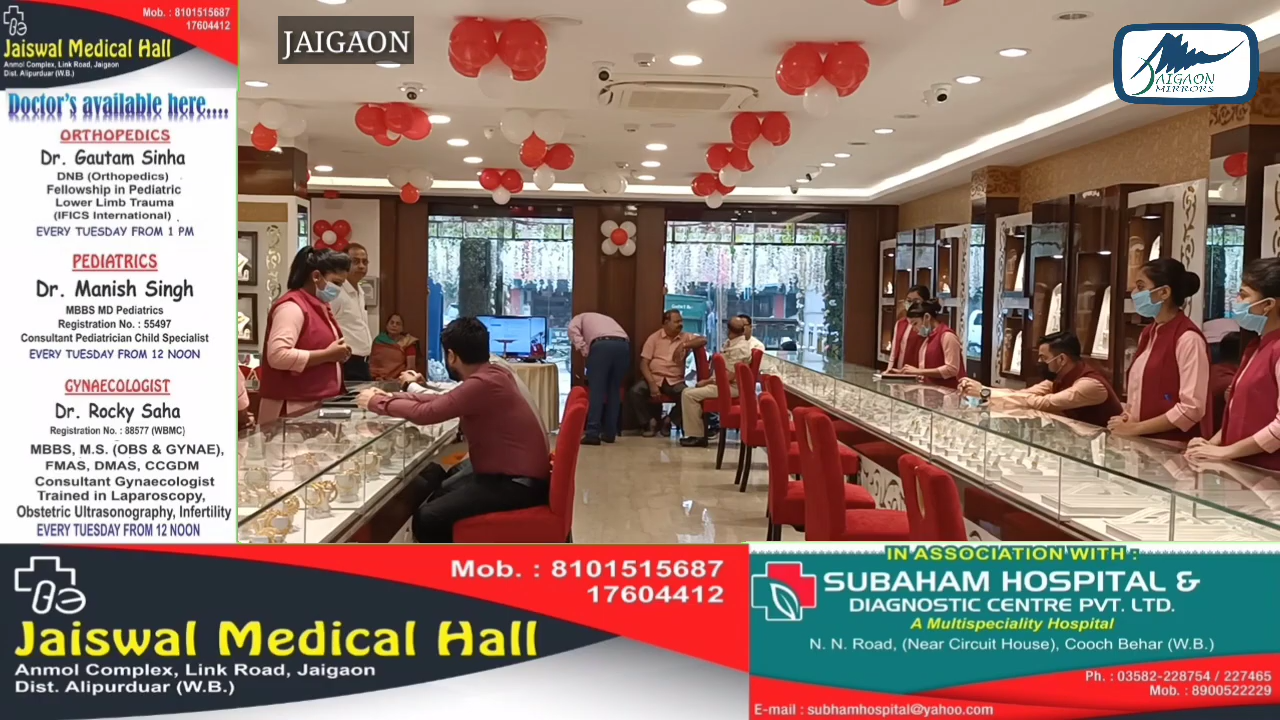 Mob. : 8101515687
17604412
Jaiswal Medical Hall
Anmol Complex, Link Road, Jaigaon
Dist. Alipurduar (W.B.)
Doctor's available here....
ORTHOPEDICS
Dr. Gautam Sinha
DNB (Orthopedics)
Fellowship in Pediatric
Lower Limb Trauma
(IFICS International)
EVERY TUESDAY FROM 1 PM
PEDIATRICS
Dr. Manish Singh
MBBS MD Pediatrics
Registration No. : 55497
Consultant Pediatrician Child Specialist
EVERY TUESDAY FROM 12 NOON
GYNAECOLOGIST
Dr. Rocky Saha
Registration No. : 88577 (WBMC)
MBBS, M.S. (OBS & GYNAE),
FMAS, DMAS, CCGDM
Consultant Gynaecologist
Trained in Laparoscopy,
Obstetric Ultrasonography, Infertility
EVERY TUESDAY FROM 12 NOON
JAIGAON
JAIGAON
MIRRORS
Mob. : 8101515687
17604412
Jaiswal Medical Hall
Anmol Complex, Link Road, Jaigaon
Dist. Alipurduar (W.B.)
IN ASSOCIATION WITH :
SUBAHAM HOSPITAL &
DIAGNOSTIC CENTRE PVT. LTD.
A Multispeciality Hospital
N. N. Road, (Near Circuit House), Cooch Behar (W.B.)
Ph. : 03582-228754 / 227465
Mob. : 8900522229
E-mail : subhamhospital@yahoo.com